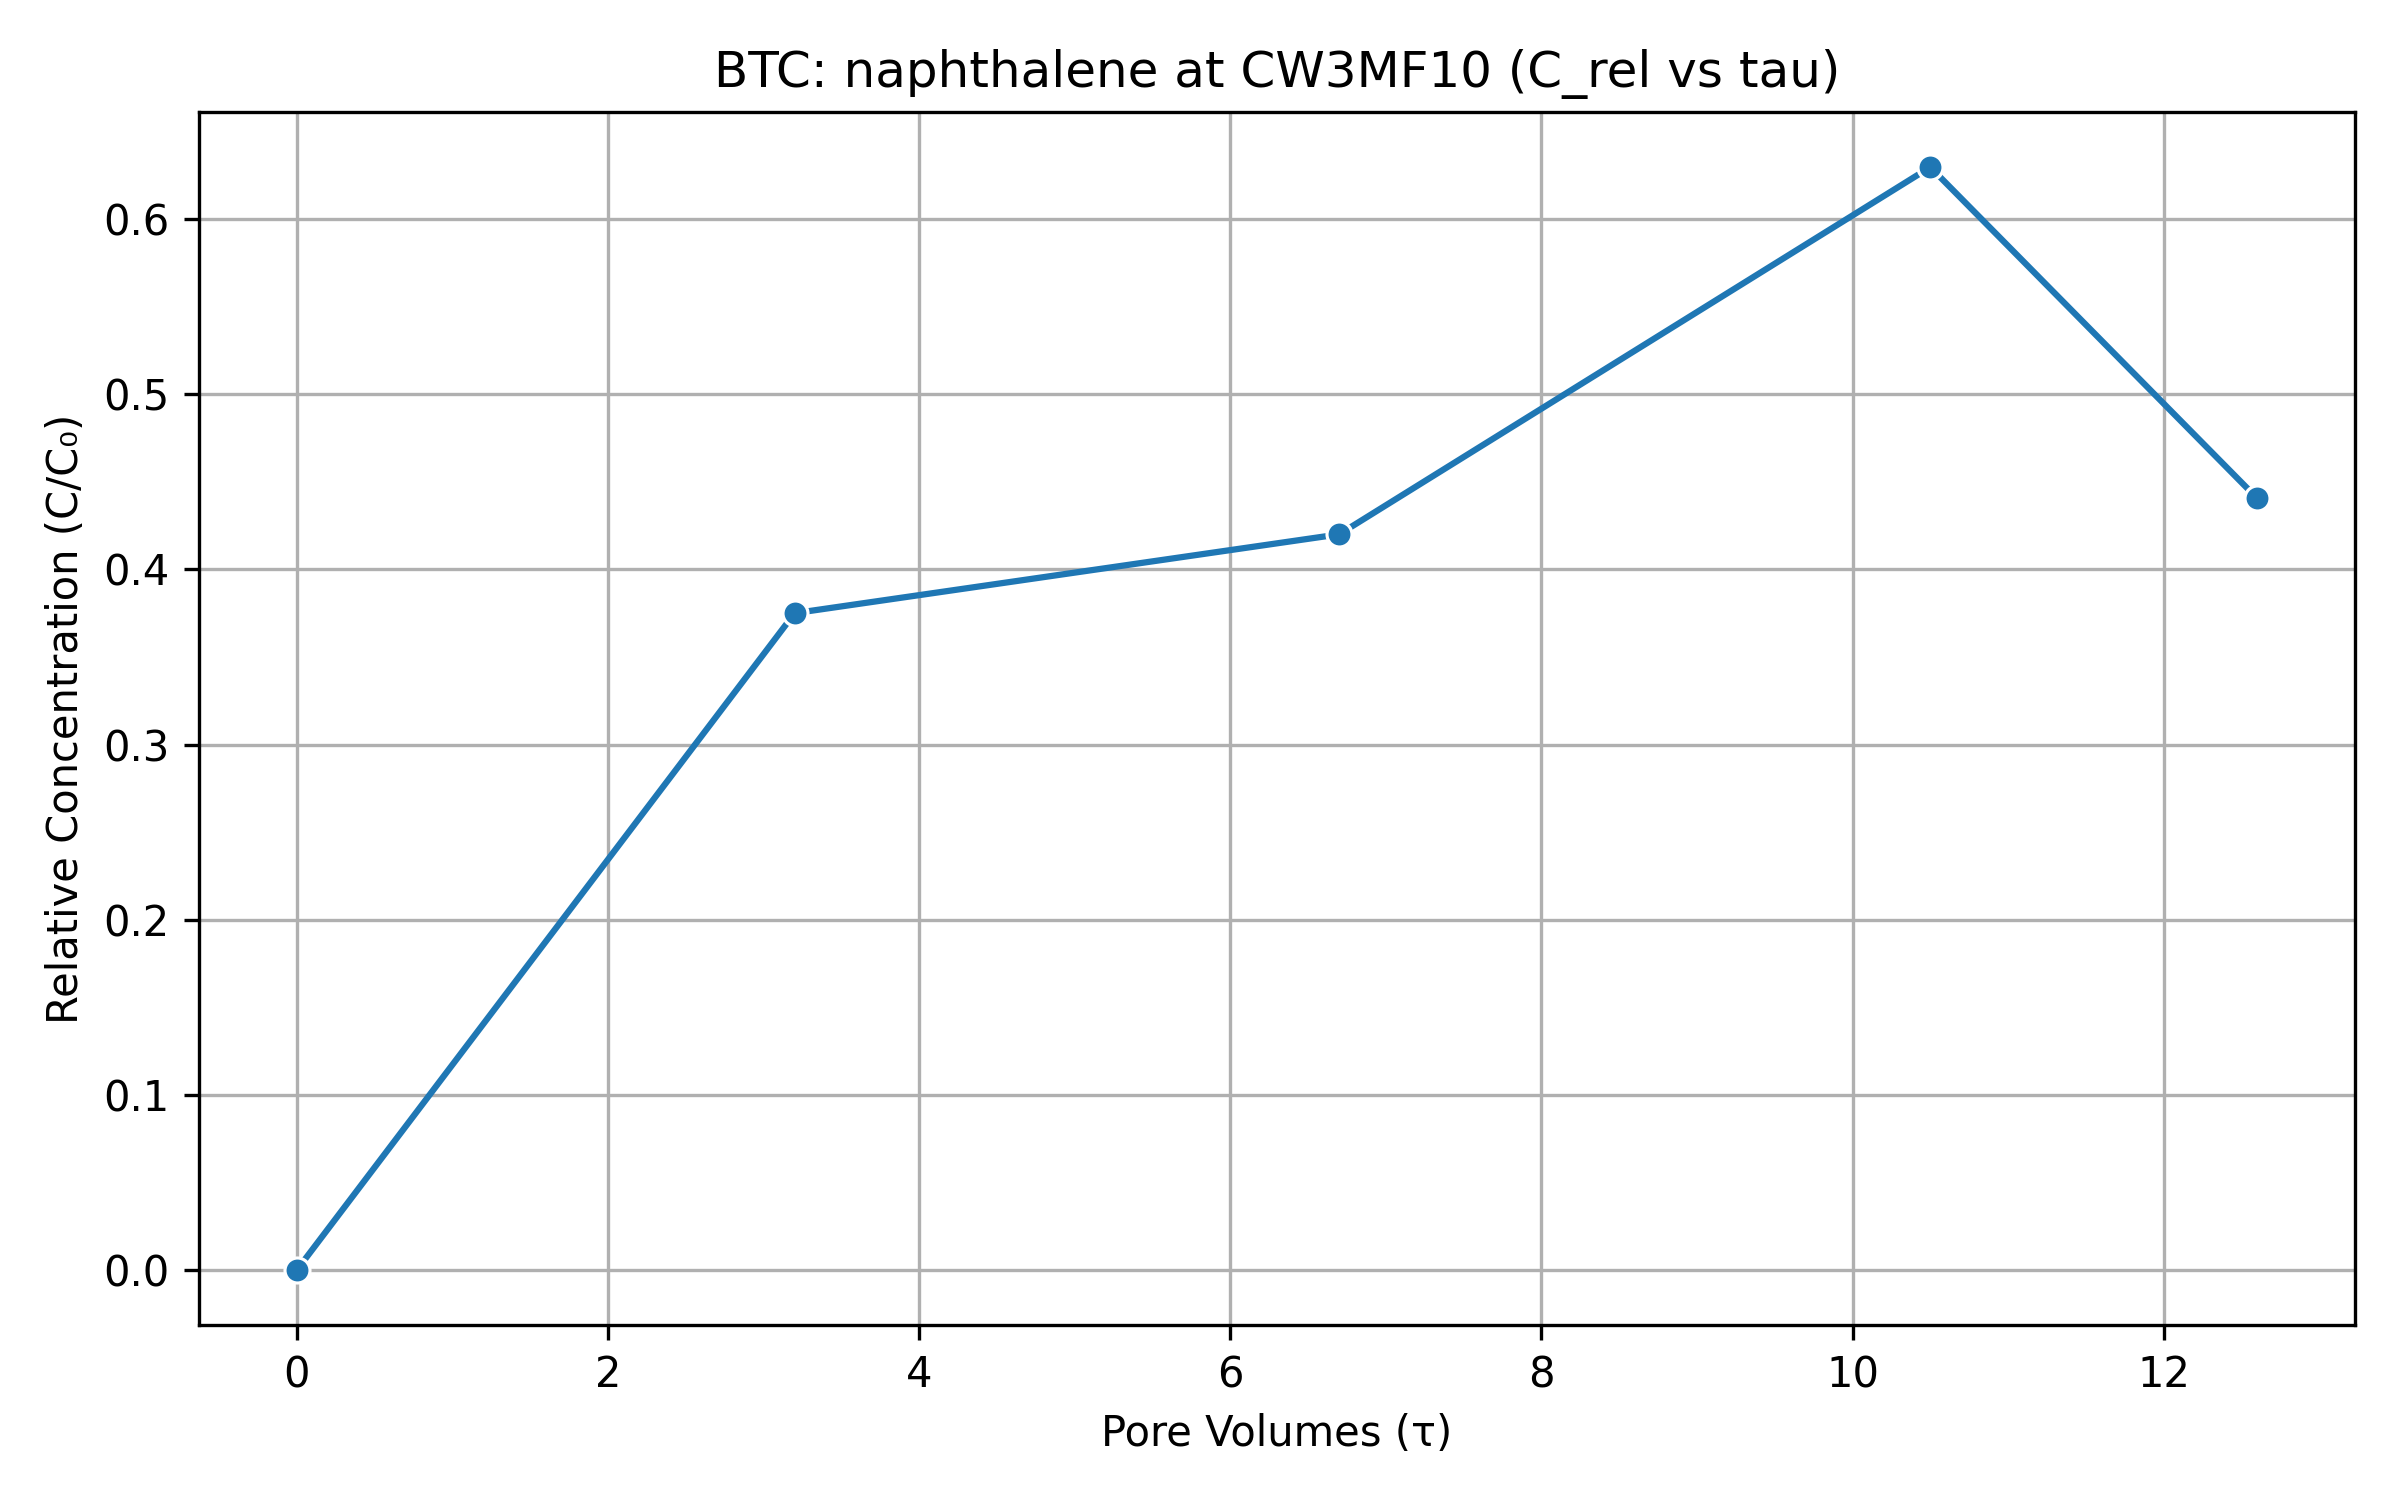 BTC: naphthalene at CW3MF10 (C_rel vs tau)
Relative Concentration (C/C₀)
0.6
0.5
0.4
0.3
0.2
0.1
0.0
0 2 4 6 8 10 12
Pore Volumes (τ)